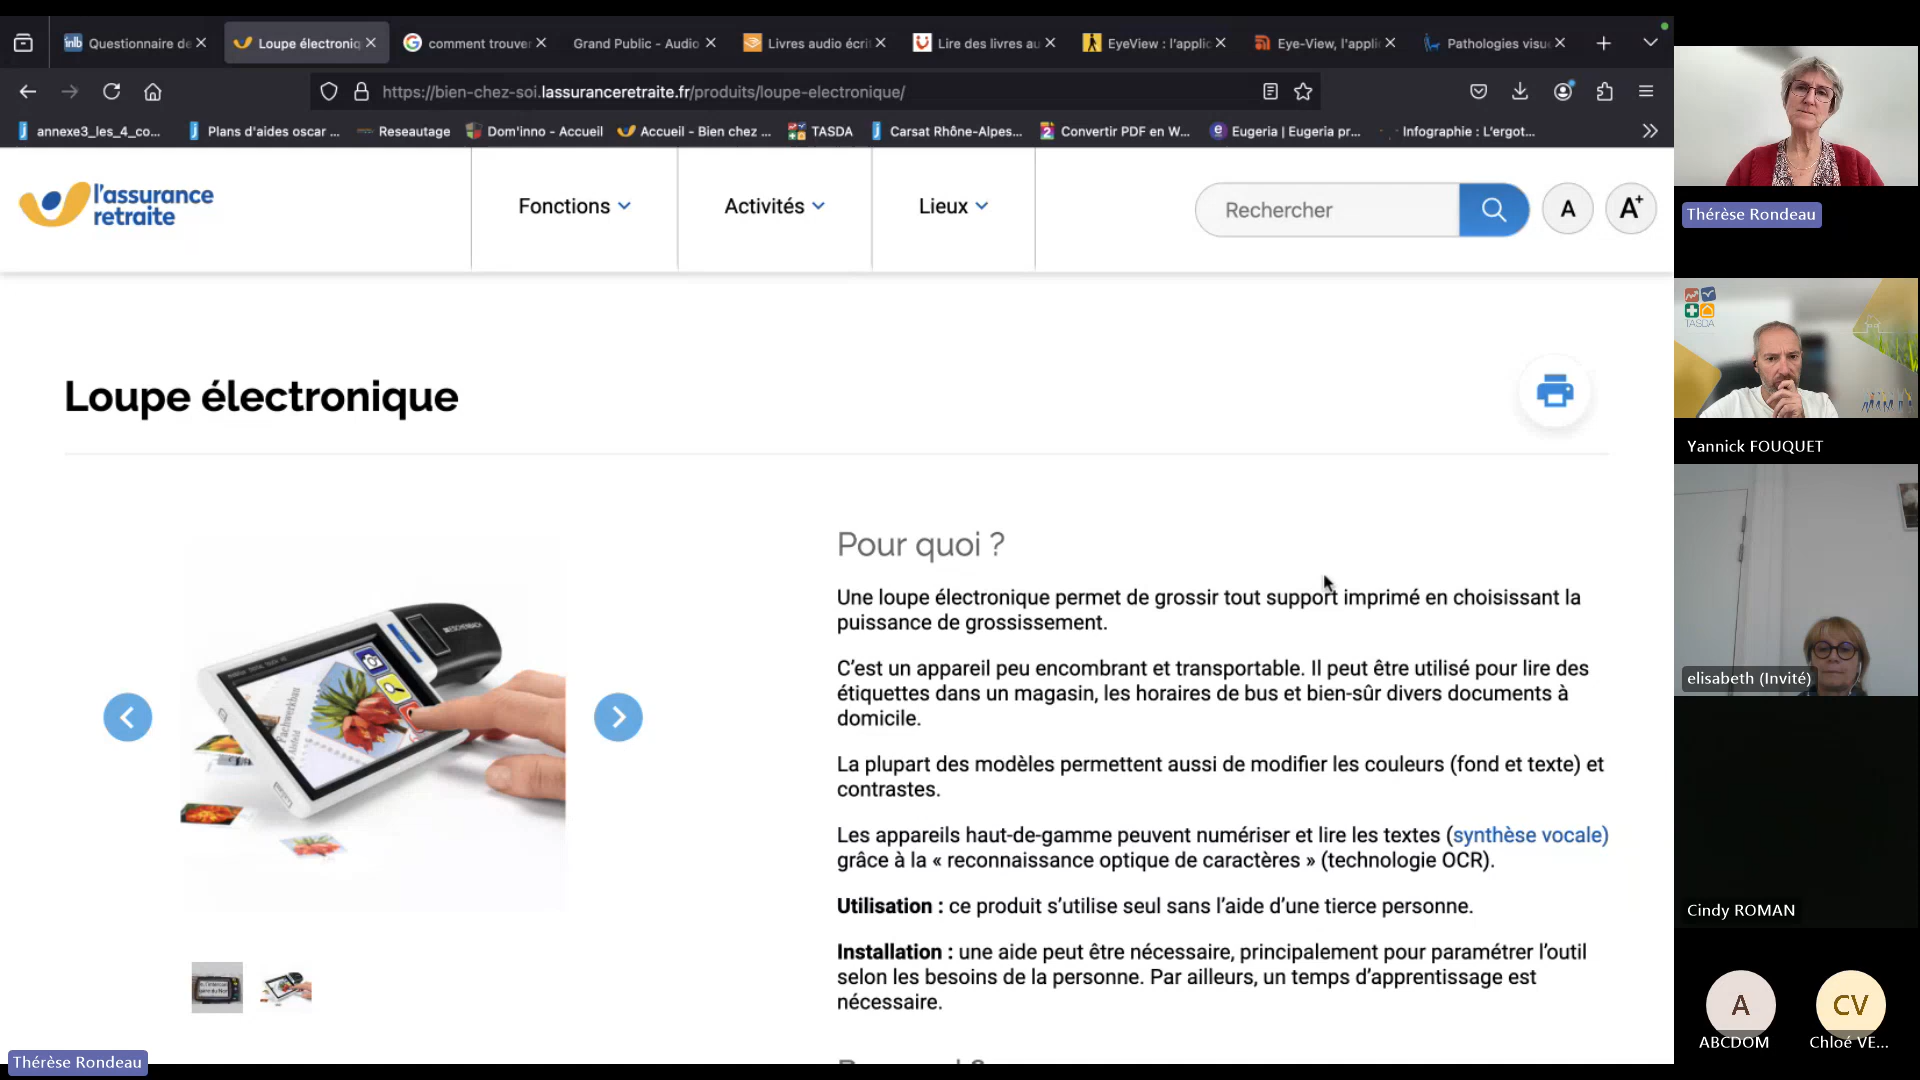 Questionnaire de
Loupe électroniq
comment trouve
Grand Public - Audio
Livres audio écri
Lire des livres au
EyeView : l'applic
Eye-View, l'appli
Pathologies visu
https://bien-chez-soi.lassuranceretraite.fr/produits/loupe-electronique/
annexe3_les_4_co...
Plans d'aides oscar ...
Reseautage
Dom'inno - Accueil
Accueil - Bien chez ...
TASDA
Carsat Rhône-Alpes...
Convertir PDF en W...
Eugeria | Eugeria pr...
Infographie : L'ergot...
l'assurance
retraite
Fonctions
Activités
Lieux
Rechercher
A
A+
Loupe électronique
Pour quoi ?
Une loupe électronique permet de grossir tout support imprimé en choisissant la
puissance de grossissement.
C'est un appareil peu encombrant et transportable. Il peut être utilisé pour lire des
étiquettes dans un magasin, les horaires de bus et bien-sûr divers documents à
domicile.
La plupart des modèles permettent aussi de modifier les couleurs (fond et texte) et
contrastes.
Les appareils haut-de-gamme peuvent numériser et lire les textes (synthèse vocale)
grâce à la « reconnaissance optique de caractères » (technologie OCR).
Utilisation : ce produit s'utilise seul sans l'aide d'une tierce personne.
Installation : une aide peut être nécessaire, principalement pour paramétrer l'outil
selon les besoins de la personne. Par ailleurs, un temps d'apprentissage est
nécessaire.
ESCHENBACH
Fachwerkbau
Thérèse Rondeau
Thérèse Rondeau
TASDA
Yannick FOUQUET
elisabeth (Invité)
Cindy ROMAN
A
ABCDOM
CV
Chloé VE...